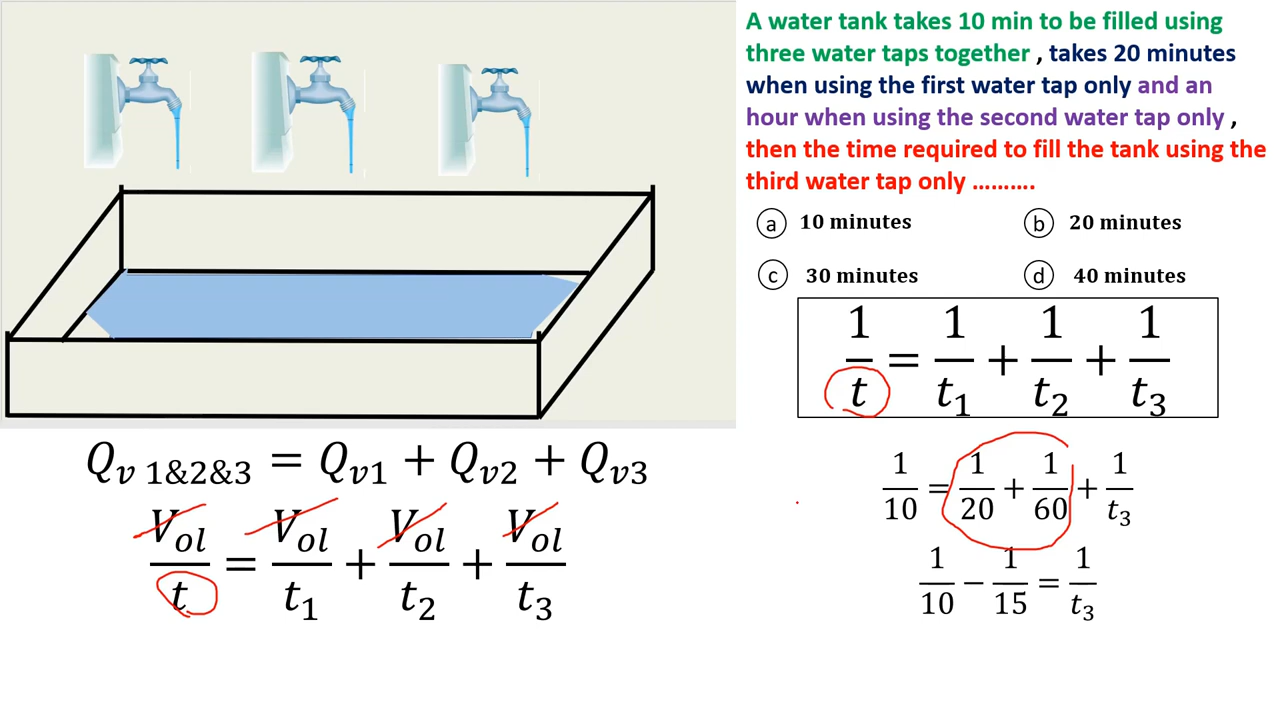 A water tank takes 10 min to be filled using
three water taps together , takes 20 minutes
when using the first water tap only and an
hour when using the second water tap only ,
then the time required to fill the tank using the
third water tap only ..........
a 10 minutes
b 20 minutes
c 30 minutes
d 40 minutes
1/t = 1/t₁ + 1/t₂ + 1/t₃
Qᵥ ₁&₂&₃ = Qᵥ₁ + Qᵥ₂ + Qᵥ₃
Vₒₗ/t = Vₒₗ/t₁ + Vₒₗ/t₂ + Vₒₗ/t₃
1/10 = 1/20 + 1/60 + 1/t₃
1/10 − 1/15 = 1/t₃